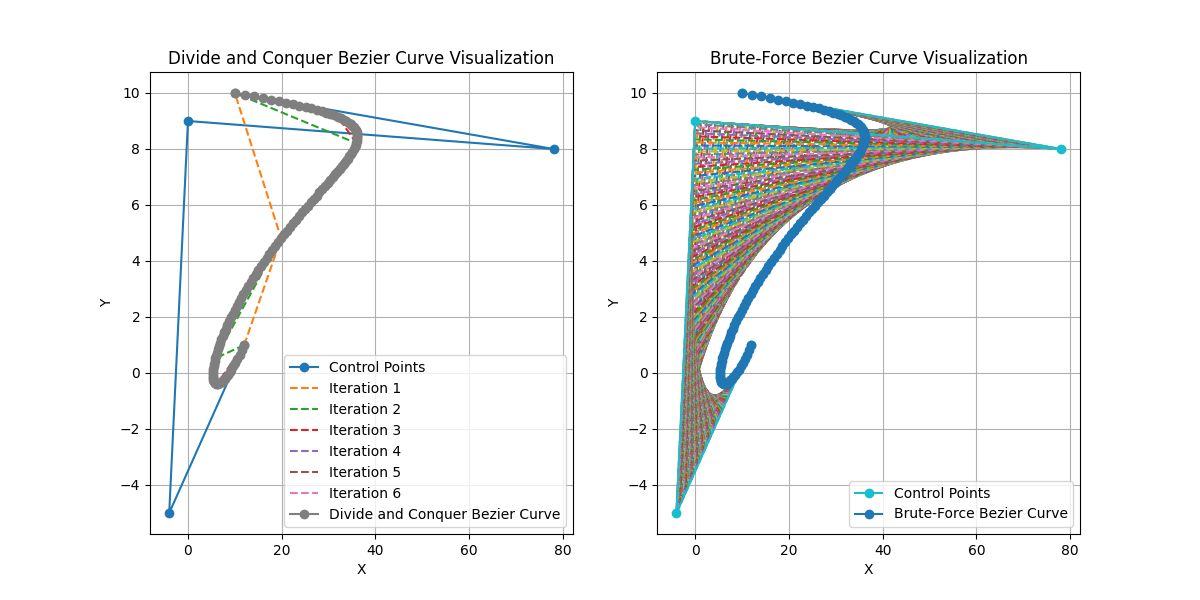 Divide and Conquer Bezier Curve Visualization
10
8
6
4
2
0
−2
−4
Y
0
20
40
60
80
X
Control Points
Iteration 1
Iteration 2
Iteration 3
Iteration 4
Iteration 5
Iteration 6
Divide and Conquer Bezier Curve
Brute-Force Bezier Curve Visualization
10
8
6
4
2
0
−2
−4
Y
0
20
40
60
80
X
Control Points
Brute-Force Bezier Curve